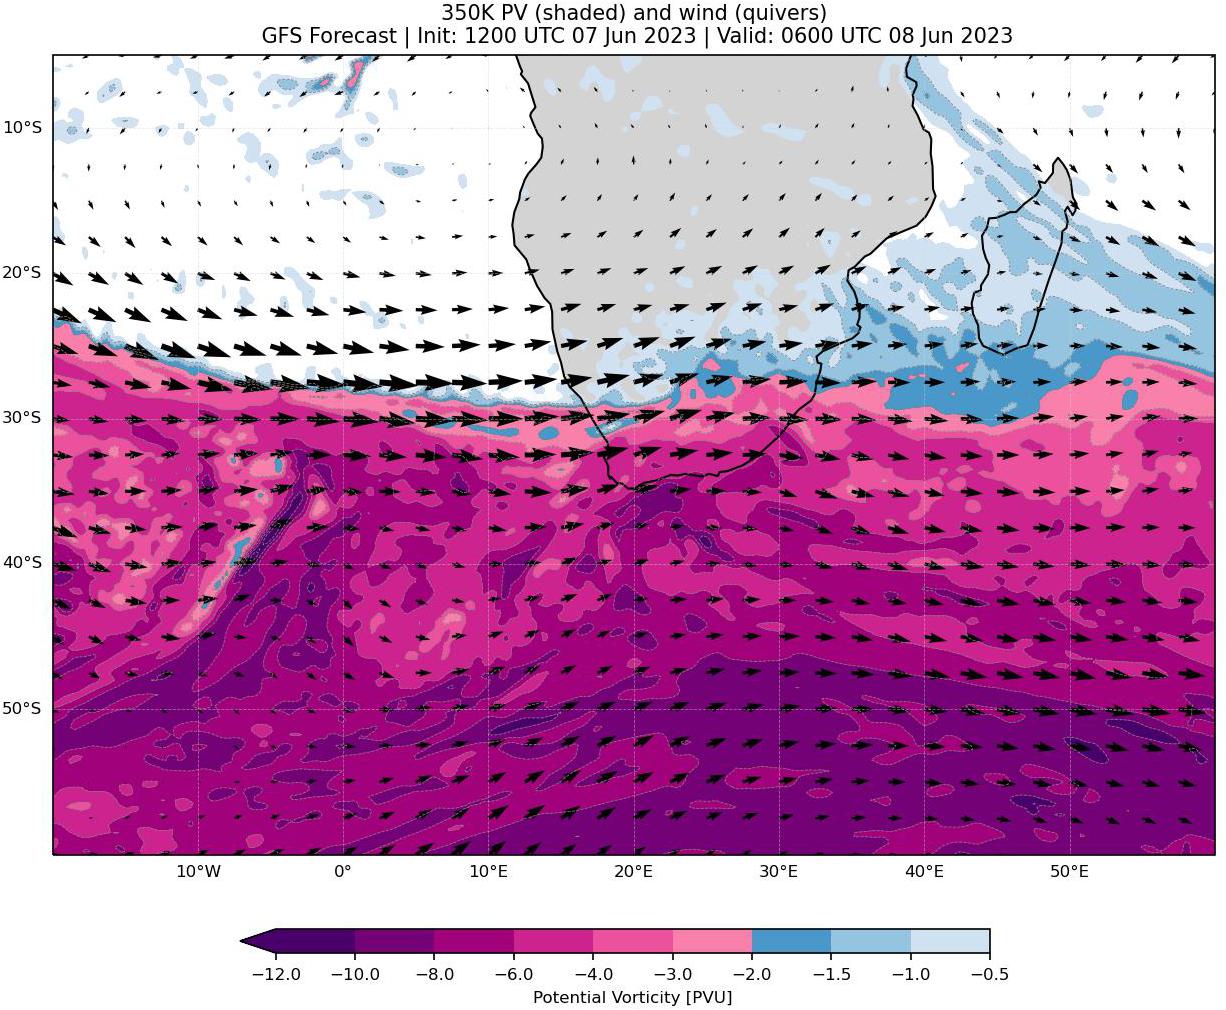 350K PV (shaded) and wind (quivers)
GFS Forecast | Init: 1200 UTC 07 Jun 2023 | Valid: 0600 UTC 08 Jun 2023
10°S
20°S
30°S
40°S
50°S
10°W 0° 10°E 20°E 30°E 40°E 50°E
−12.0 −10.0 −8.0 −6.0 −4.0 −3.0 −2.0 −1.5 −1.0 −0.5
Potential Vorticity [PVU]